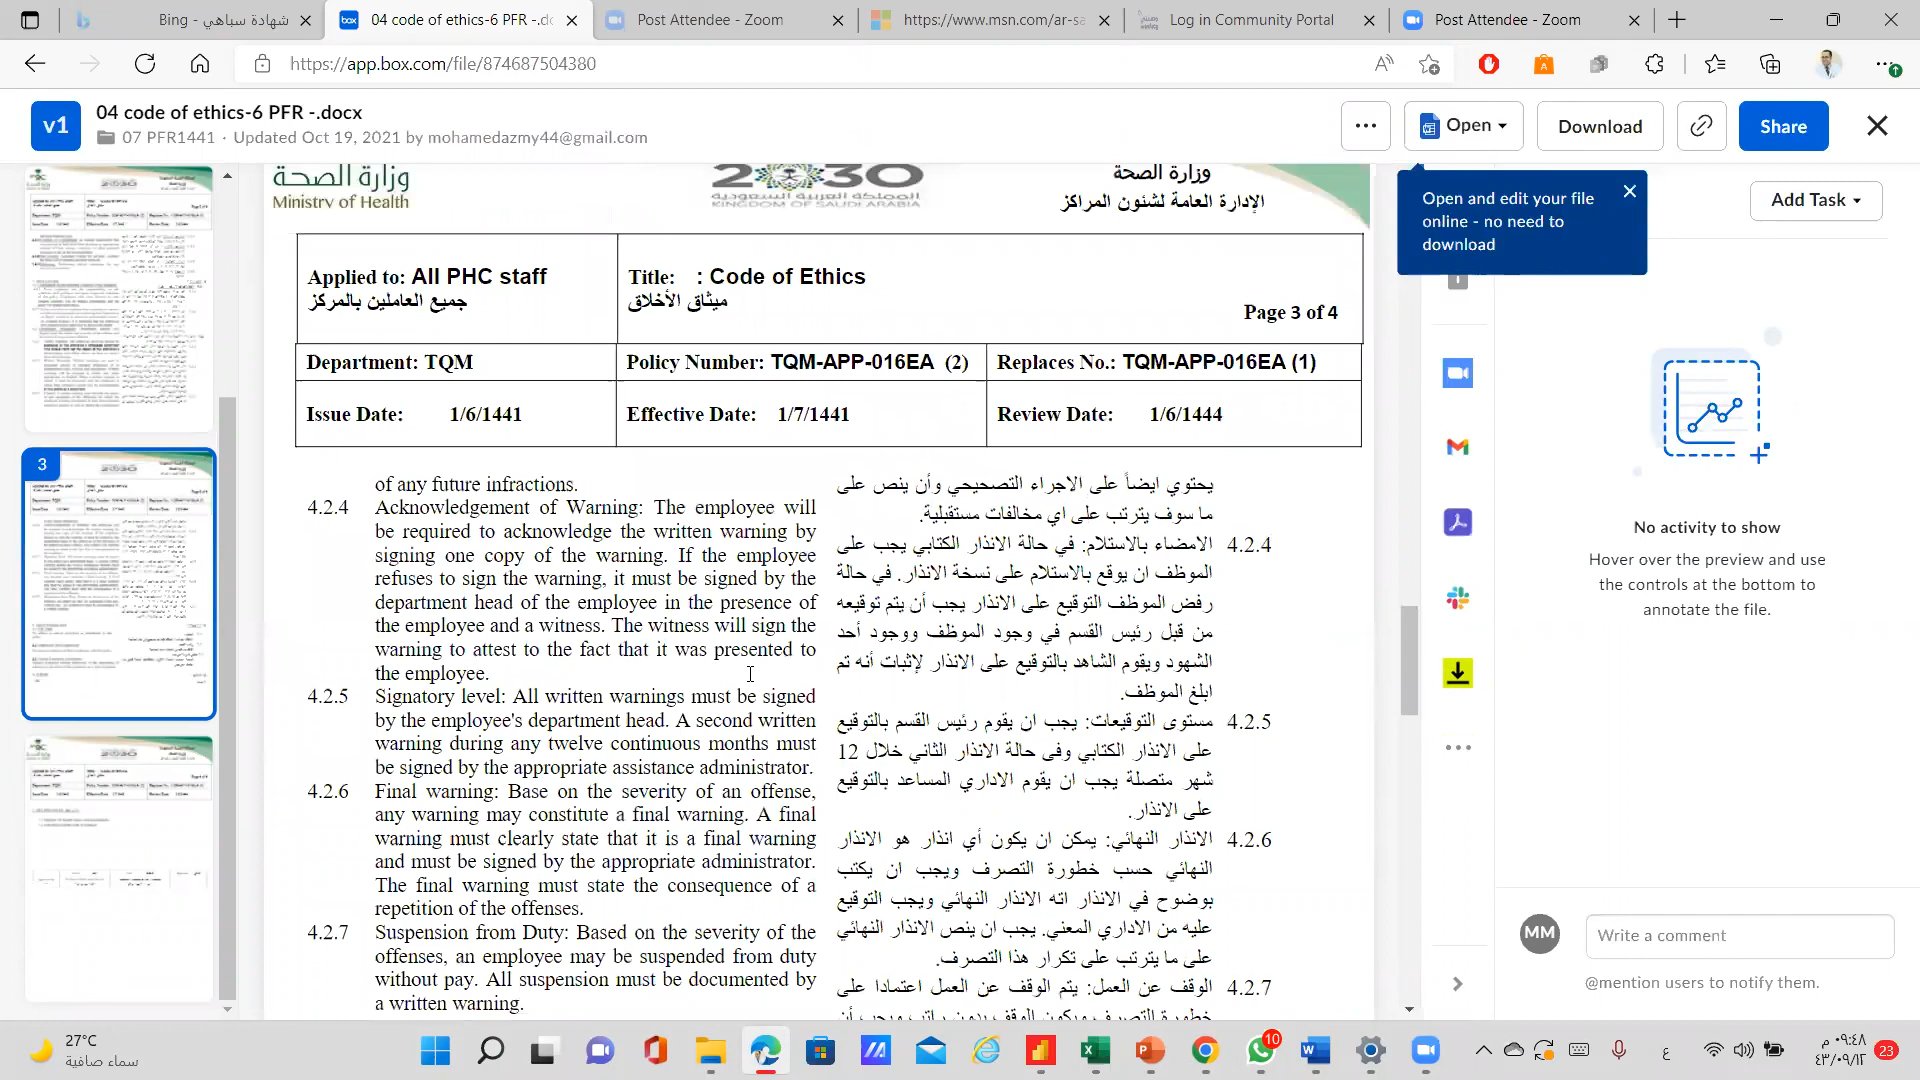 شهادة سباهي - Bing
04 code of ethics-6 PFR -.do
Post Attendee - Zoom
https://www.msn.com/ar-sa
Log in Community Portal
Post Attendee - Zoom
https://app.box.com/file/874687504380
v1
04 code of ethics-6 PFR -.docx
07 PFR1441 · Updated Oct 19, 2021 by mohamedazmy44@gmail.com
Open
Download
Share
Open and edit your file
online - no need to
download
Add Task
وزارة الصحة
Ministry of Health
2030
المملكة العربية السعودية
KINGDOM OF SAUDI ARABIA
وزارة الصحة
الإدارة العامة لشئون المراكز
Applied to: All PHC staff
جميع العاملين بالمركز
Title: : Code of Ethics
ميثاق الأخلاق
Page 3 of 4
Department: TQM
Policy Number: TQM-APP-016EA (2)
Replaces No.: TQM-APP-016EA (1)
Issue Date: 1/6/1441
Effective Date: 1/7/1441
Review Date: 1/6/1444
of any future infractions.
4.2.4 Acknowledgement of Warning: The employee will
be required to acknowledge the written warning by
signing one copy of the warning. If the employee
refuses to sign the warning, it must be signed by the
department head of the employee in the presence of
the employee and a witness. The witness will sign the
warning to attest to the fact that it was presented to
the employee.
4.2.5 Signatory level: All written warnings must be signed
by the employee's department head. A second written
warning during any twelve continuous months must
be signed by the appropriate assistance administrator.
4.2.6 Final warning: Base on the severity of an offense,
any warning may constitute a final warning. A final
warning must clearly state that it is a final warning
and must be signed by the appropriate administrator.
The final warning must state the consequence of a
repetition of the offenses.
4.2.7 Suspension from Duty: Based on the severity of the
offenses, an employee may be suspended from duty
without pay. All suspension must be documented by
a written warning.
يحتوي ايضاً على الاجراء التصحيحي وأن ينص على
ما سوف يترتب على اي مخالفات مستقبلية.
4.2.4 الامضاء بالاستلام: في حالة الانذار الكتابي يجب على
الموظف ان يوقع بالاستلام على نسخة الانذار. في حالة
رفض الموظف التوقيع على الانذار يجب أن يتم توقيعه
من قبل رئيس القسم في وجود الموظف ووجود أحد
الشهود ويقوم الشاهد بالتوقيع على الانذار لإثبات أنه تم
ابلغ الموظف.
4.2.5 مستوى التوقيعات: يجب ان يقوم رئيس القسم بالتوقيع
على الانذار الكتابي وفى حالة الانذار الثاني خلال 12
شهر متصلة يجب ان يقوم الاداري المساعد بالتوقيع
على الانذار.
4.2.6 الانذار النهائي: يمكن ان يكون أي انذار هو الانذار
النهائي حسب خطورة التصرف ويجب ان يكتب
بوضوح في الانذار اته الانذار النهائي ويجب التوقيع
عليه من الاداري المعني. يجب ان ينص الانذار النهائي
على ما يترتب على تكرار هذا التصرف.
4.2.7 الوقف عن العمل: يتم الوقف عن العمل اعتمادا على
خطورة التصرف ويكون الوقف بدون راتب ويجب أن
3
No activity to show
Hover over the preview and use
the controls at the bottom to
annotate the file.
MM
Write a comment
@mention users to notify them.
27°C
سماء صافية
10
ع
٠٩:٤٨ م
٤٣/٠٩/١٢
23